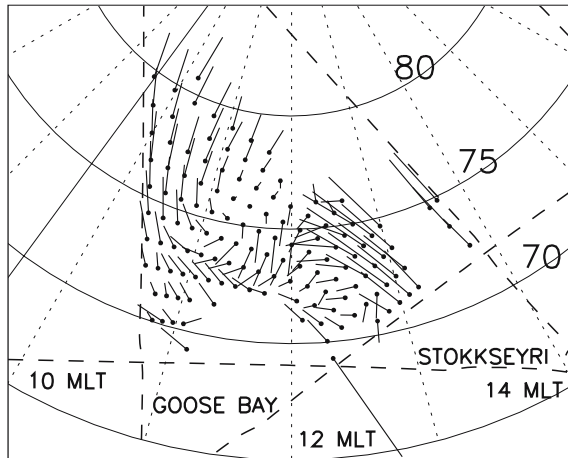 80
75
70
STOKKSEYRI
10 MLT
14 MLT
GOOSE BAY
12 MLT